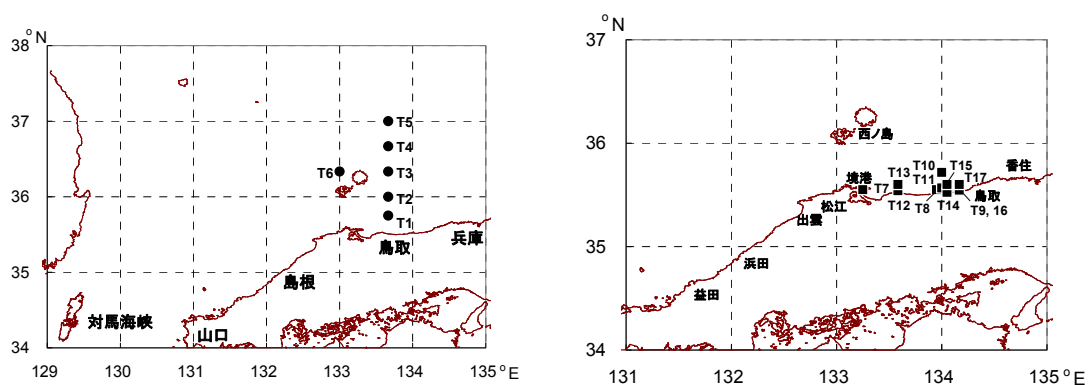 °N
38
37
36
35
34
129
130
131
132
133
134
135
°E
T5
T4
T6
T3
T2
T1
兵庫
鳥取
島根
山口
対馬海峡
°N
37
36
35
34
131
132
133
134
135
°E
西ノ島
香住
T10
T15
T13
T11
T17
境港
T7
鳥取
松江
T12
T8
T14
T9, 16
出雲
浜田
益田